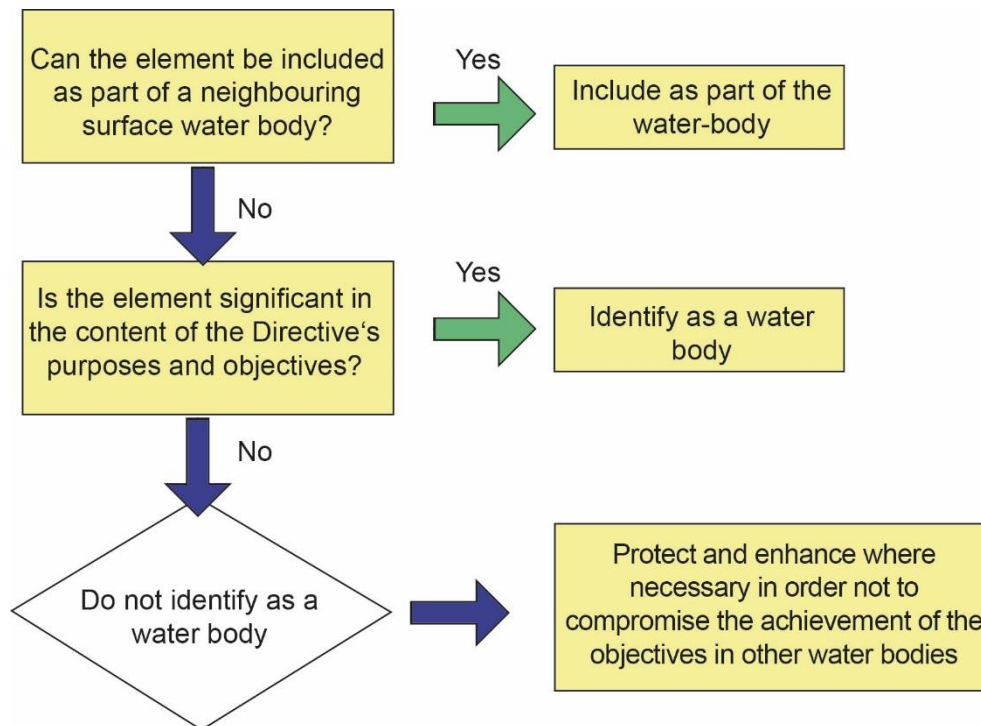 Can the element be included
as part of a neighbouring
surface water body?
Yes
Include as part of the
water-body
No
Is the element significant in
the content of the Directive‘s
purposes and objectives?
Yes
Identify as a water
body
No
Do not identify as a
water body
Protect and enhance where
necessary in order not to
compromise the achievement of the
objectives in other water bodies